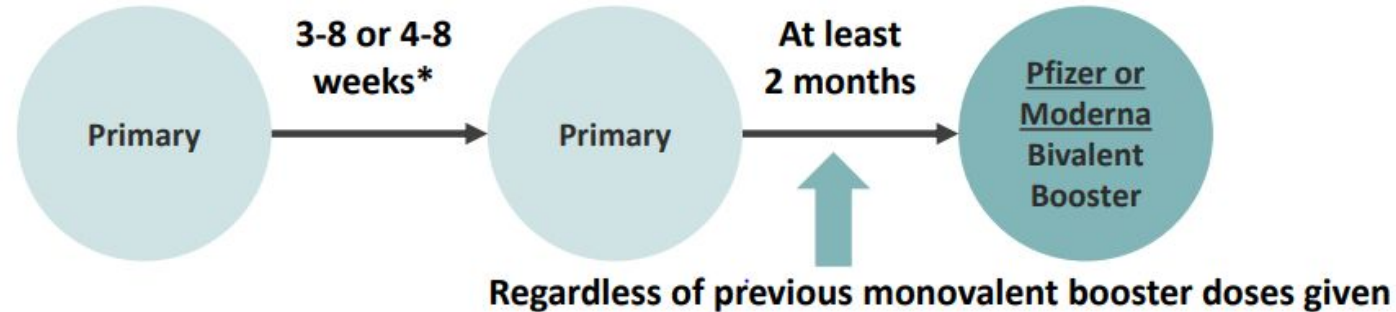 Primary
3-8 or 4-8
weeks*
Primary
At least
2 months
Pfizer or
Moderna
Bivalent
Booster
Regardless of previous monovalent booster doses given